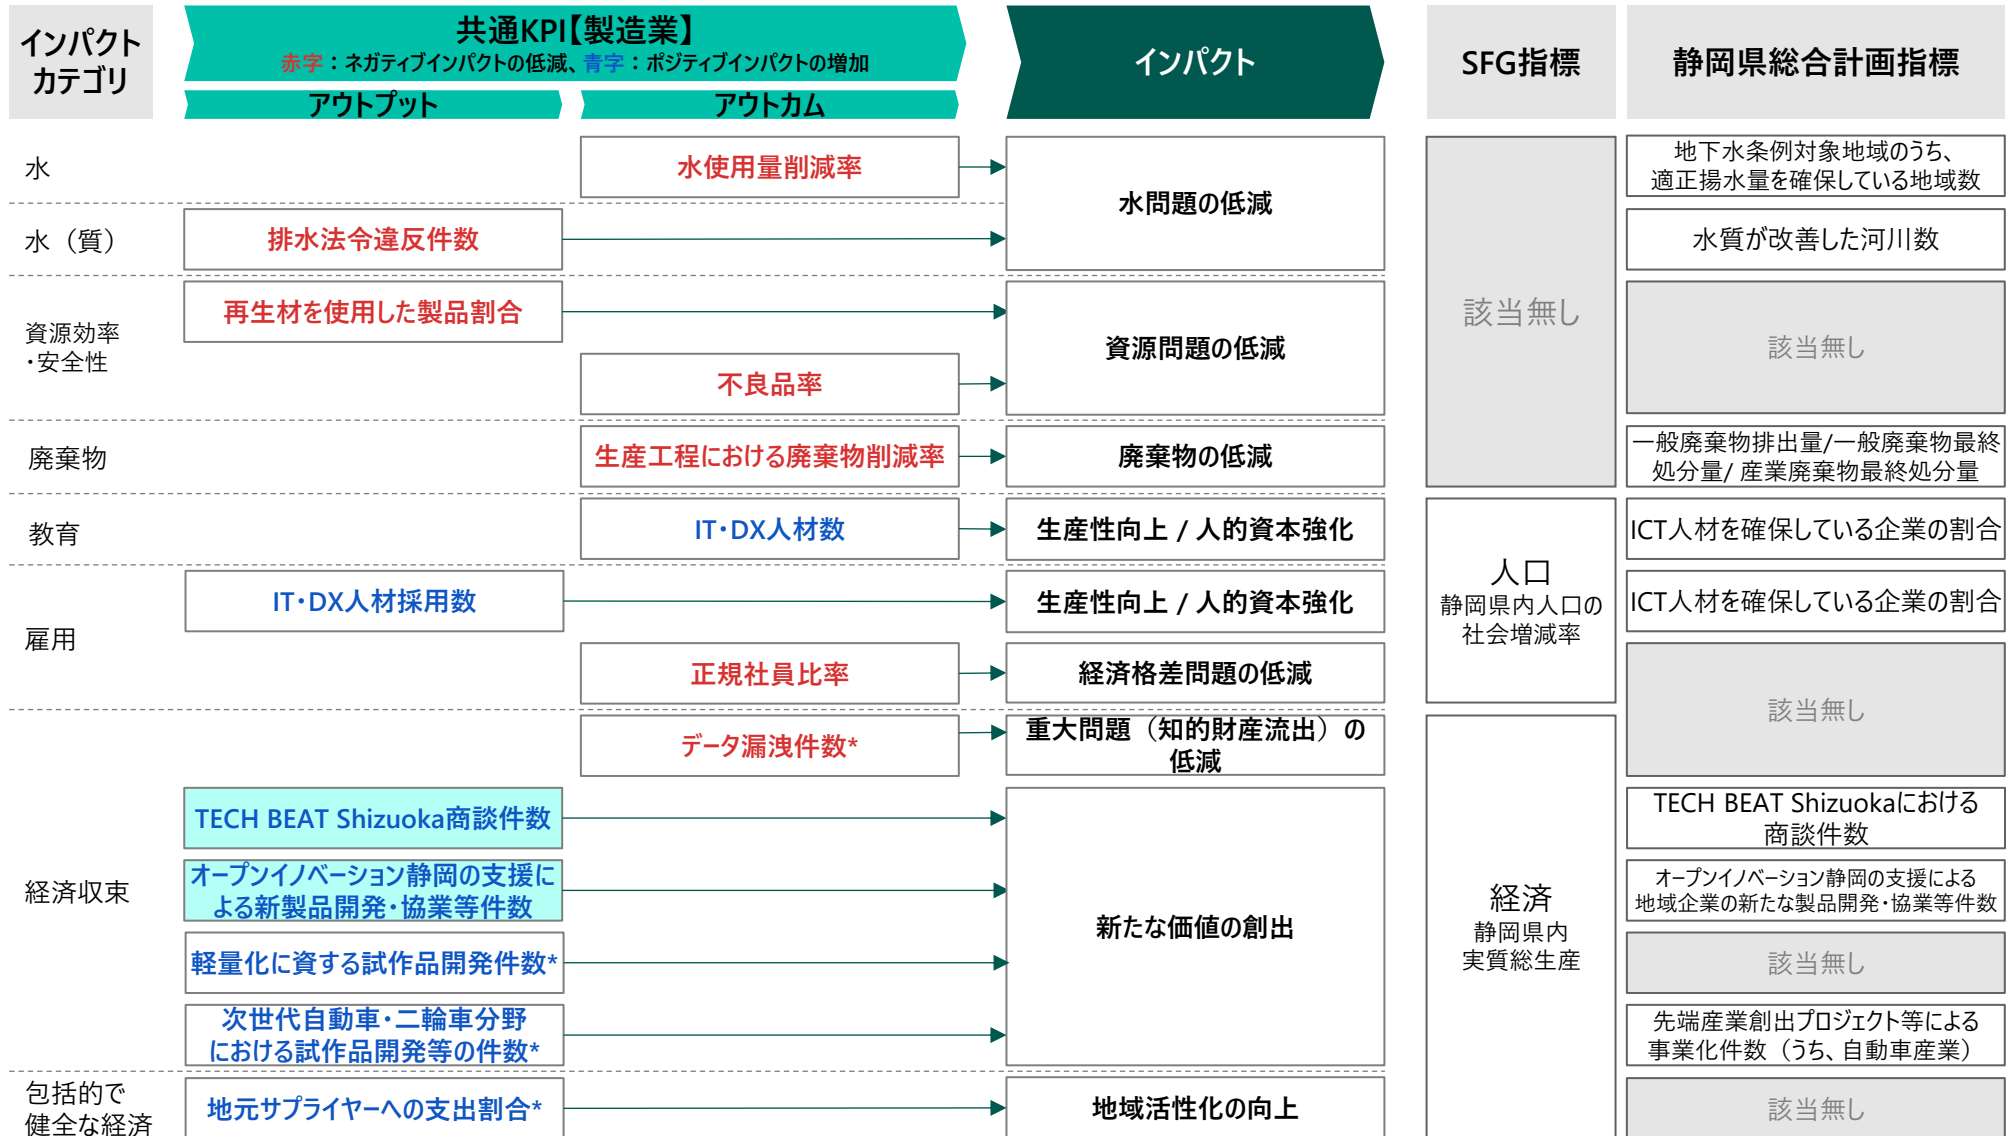 インパクト
カテゴリ
共通KPI【製造業】
赤字：ネガティブインパクトの低減、青字：ポジティブインパクトの増加
アウトプット
アウトカム
インパクト
SFG指標
静岡県総合計画指標
水
水使用量削減率
水問題の低減
該当無し
地下水条例対象地域のうち、
適正揚水量を確保している地域数
水（質）
排水法令違反件数
水質が改善した河川数
資源効率
・安全性
再生材を使用した製品割合
不良品率
資源問題の低減
該当無し
廃棄物
生産工程における廃棄物削減率
廃棄物の低減
一般廃棄物排出量/一般廃棄物最終
処分量/ 産業廃棄物最終処分量
教育
IT・DX人材数
生産性向上 / 人的資本強化
人口
静岡県内人口の
社会増減率
ICT人材を確保している企業の割合
雇用
IT・DX人材採用数
生産性向上 / 人的資本強化
ICT人材を確保している企業の割合
正規社員比率
経済格差問題の低減
該当無し
経済収束
データ漏洩件数*
重大問題（知的財産流出）の
低減
経済
静岡県内
実質総生産
TECH BEAT Shizuoka商談件数
新たな価値の創出
TECH BEAT Shizukaにおける
商談件数
オープンイノベーション静岡の支援に
よる新製品開発・協業等件数
オープンイノベーション静岡の支援による
地域企業の新たな製品開発・協業等件数
軽量化に資する試作品開発件数*
該当無し
次世代自動車・二輪車分野
における試作品開発等の件数*
先端産業創出プロジェクト等による
事業化件数（うち、自動車産業）
包括的で
健全な経済
地元サプライヤーへの支出割合*
地域活性化の向上
該当無し